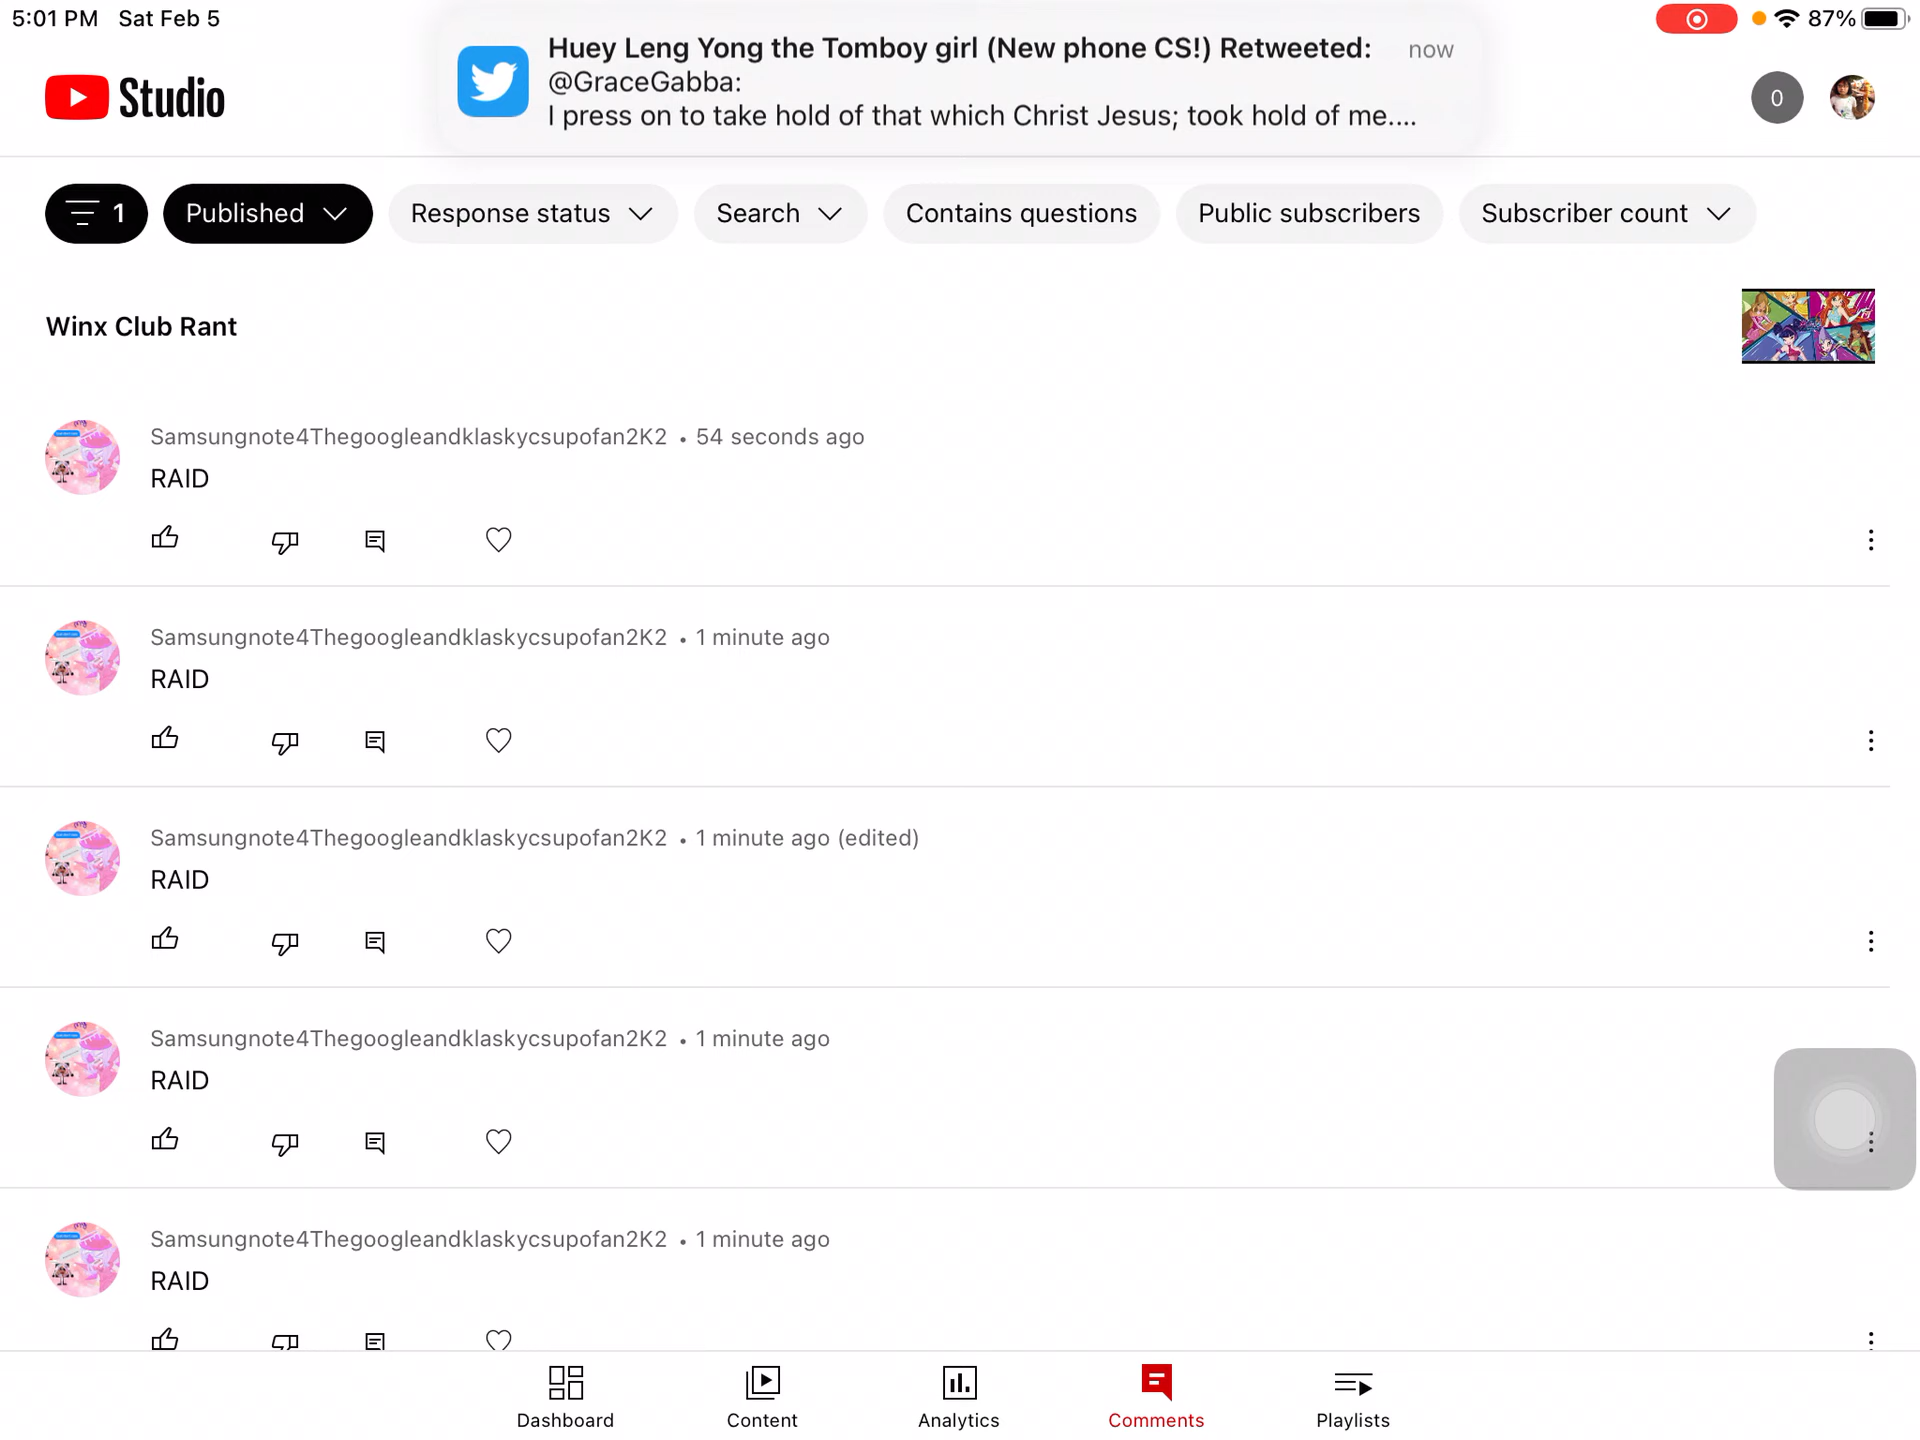 5:01 PM Sat Feb 5
87%
Huey Leng Yong the Tomboy girl (New phone CS!) Retweeted: now
@GraceGabba:
I press on to take hold of that which Christ Jesus; took hold of me....
Studio
0
1 Published Response status Search Contains questions Public subscribers Subscriber count
Winx Club Rant
Samsungnote4Thegoogleandklaskycsupofan2K2 • 54 seconds ago
RAID
Samsungnote4Thegoogleandklaskycsupofan2K2 • 1 minute ago
RAID
Samsungnote4Thegoogleandklaskycsupofan2K2 • 1 minute ago (edited)
RAID
Samsungnote4Thegoogleandklaskycsupofan2K2 • 1 minute ago
RAID
Samsungnote4Thegoogleandklaskycsupofan2K2 • 1 minute ago
RAID
Dashboard Content Analytics Comments Playlists